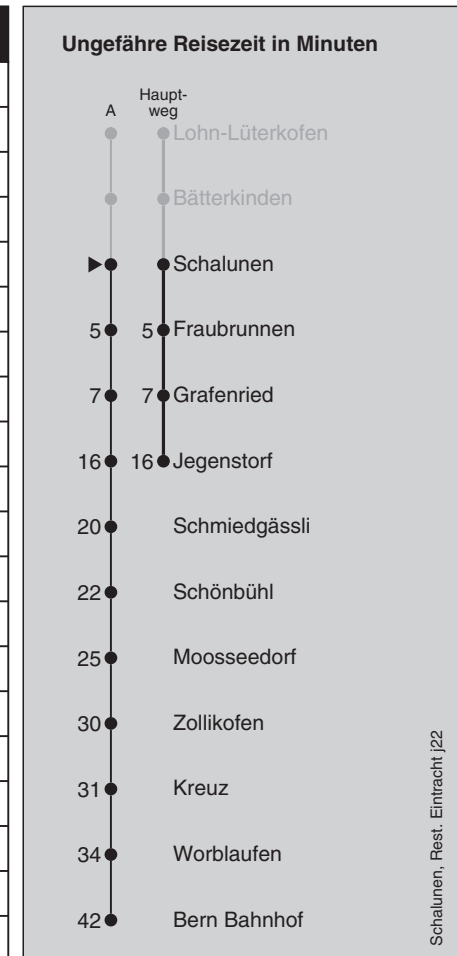 Ungefähre Reisezeit in Minuten
A Haupt-
weg
Lohn-Lüterkofen
Bätterkinden
Schalunen
5 5 Fraubrunnen
7 7 Grafenried
16 16 Jegenstorf
20 Schmiedgässli
22 Schönbühl
25 Moosseedorf
30 Zollikofen
31 Kreuz
34 Worblaufen
42 Bern Bahnhof
Schalunen, Rest. Eintracht j22